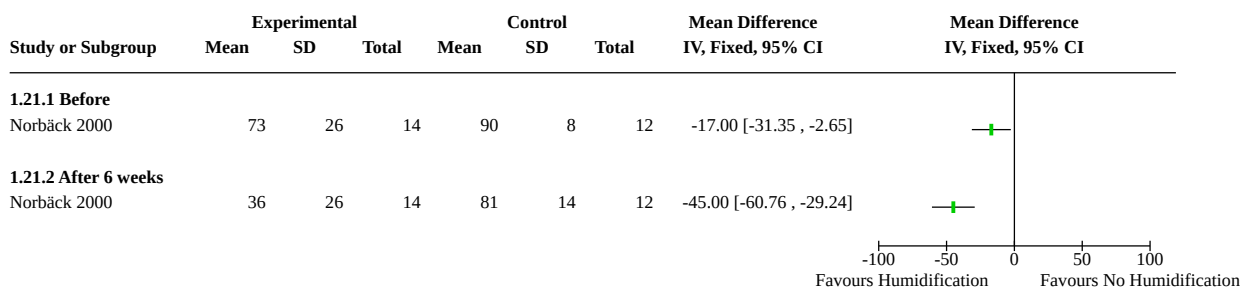 Experimental Control Mean Difference Mean Difference
Study or Subgroup Mean SD Total Mean SD Total IV, Fixed, 95% CI IV, Fixed, 95% CI
1.21.1 Before
Norbäck 2000 73 26 14 90 8 12 -17.00 [-31.35 , -2.65]
1.21.2 After 6 weeks
Norbäck 2000 36 26 14 81 14 12 -45.00 [-60.76 , -29.24]
-100 -50 0 50 100
Favours Humidification Favours No Humidification